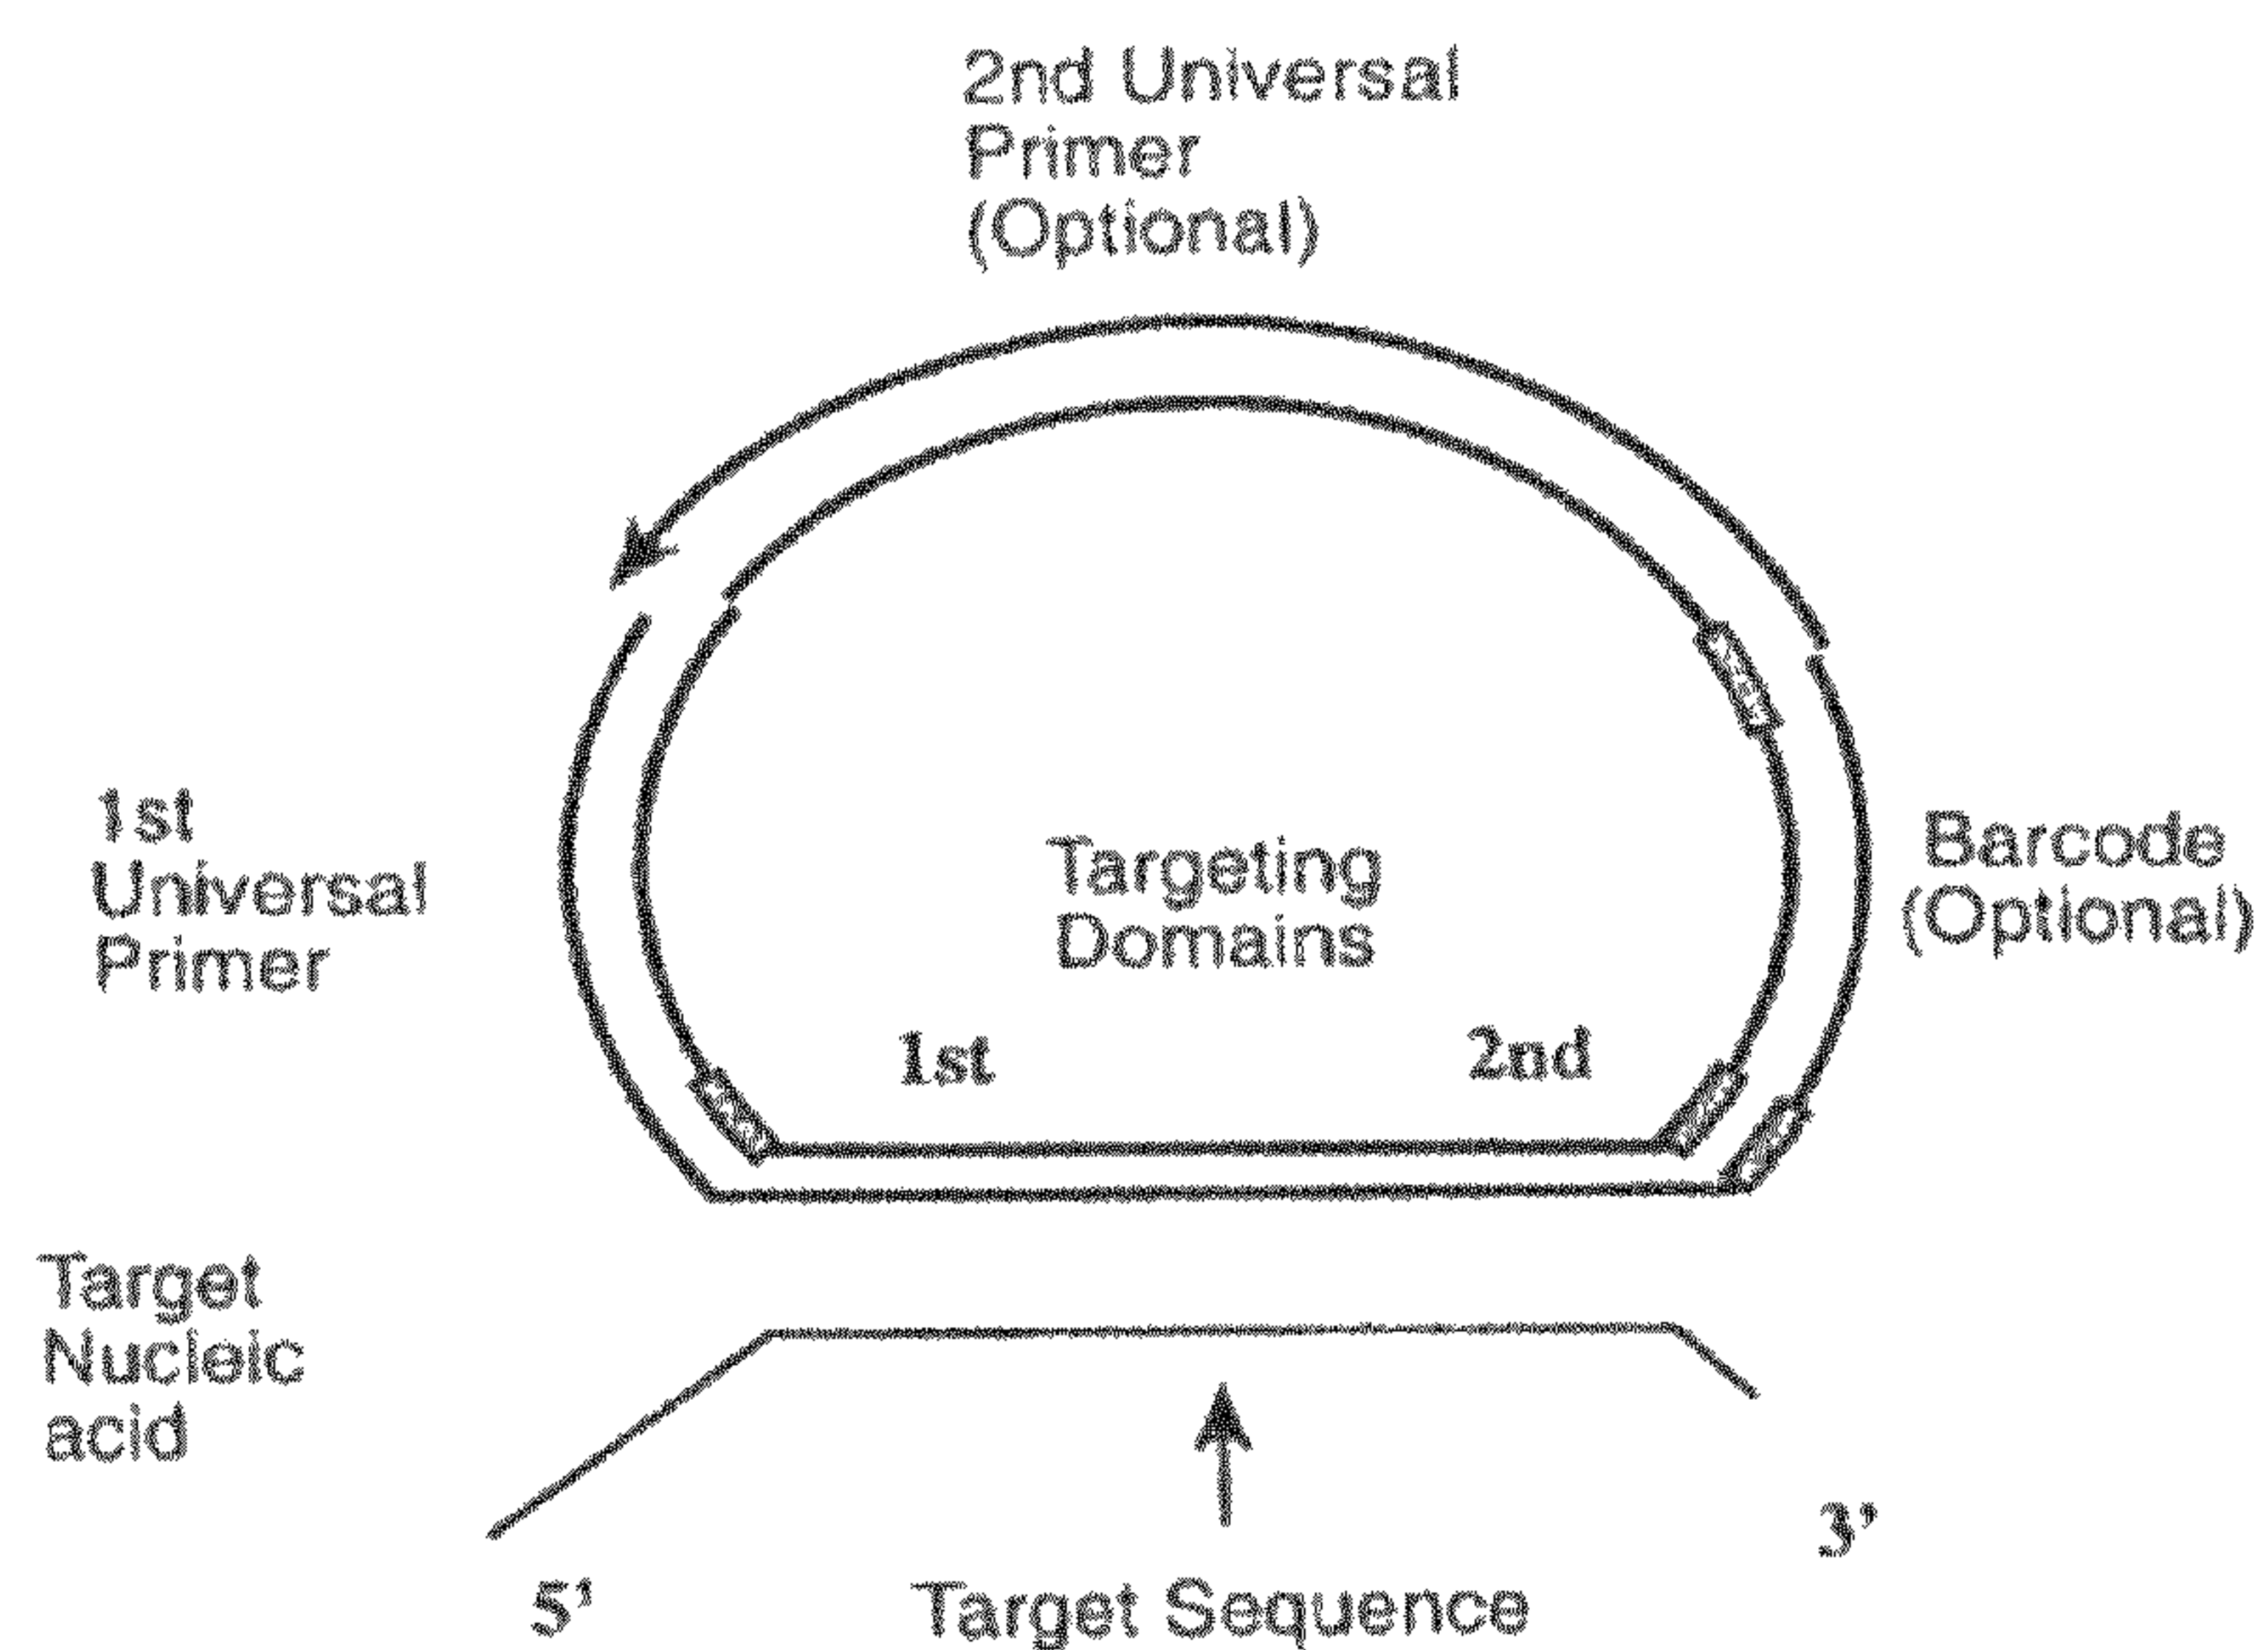 2nd Universal
Primer
(Optional)
1st
Universal
Primer
Targeting
Domains
Barcode
(Optional)
1st
2nd
Target
Nucleic
acid
5'
Target Sequence
3'